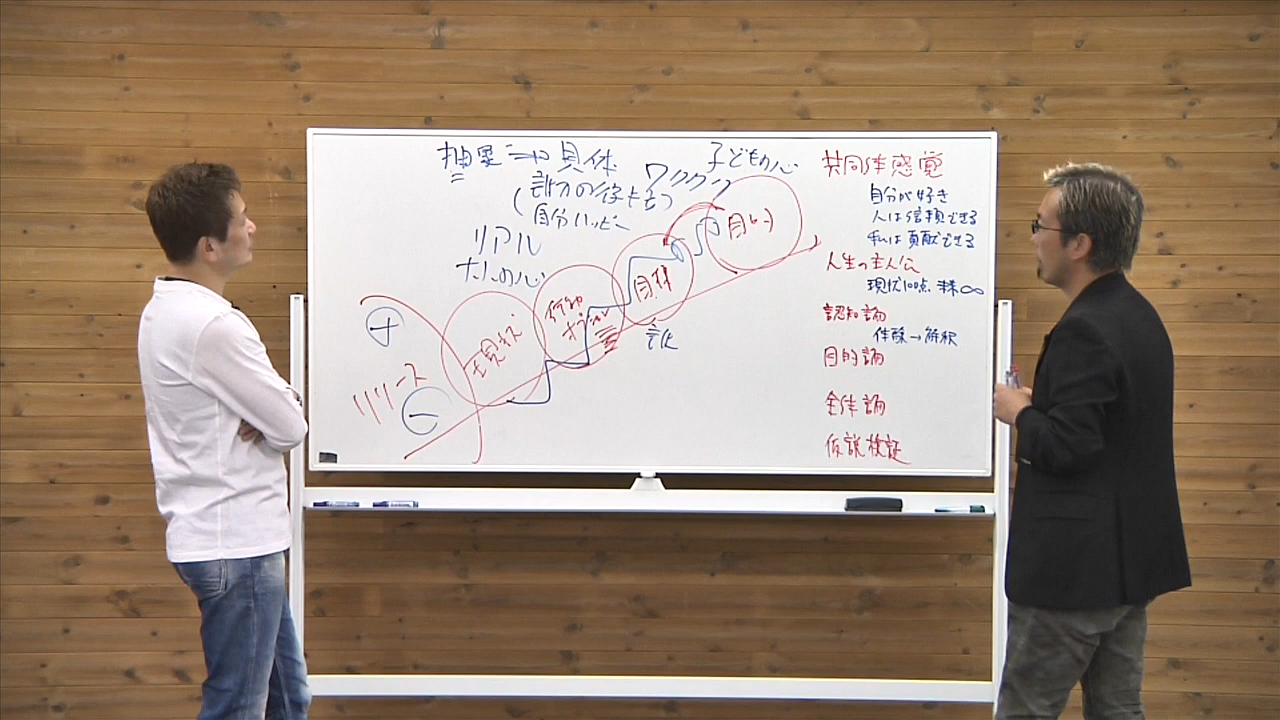 抽象⇒具体
ワクワク
子どもの心
(誰かの役に立つ
自分ハッピー
リアル
大人の心
現状
行動
目標
目的
言化
⊕
リリース
⊖
共同体感覚
自分が好き
人は信頼できる
私は貢献できる
人生の主人公
現状100点 未来∞
認知論
体験→解釈
目的論
全体論
仮説検証